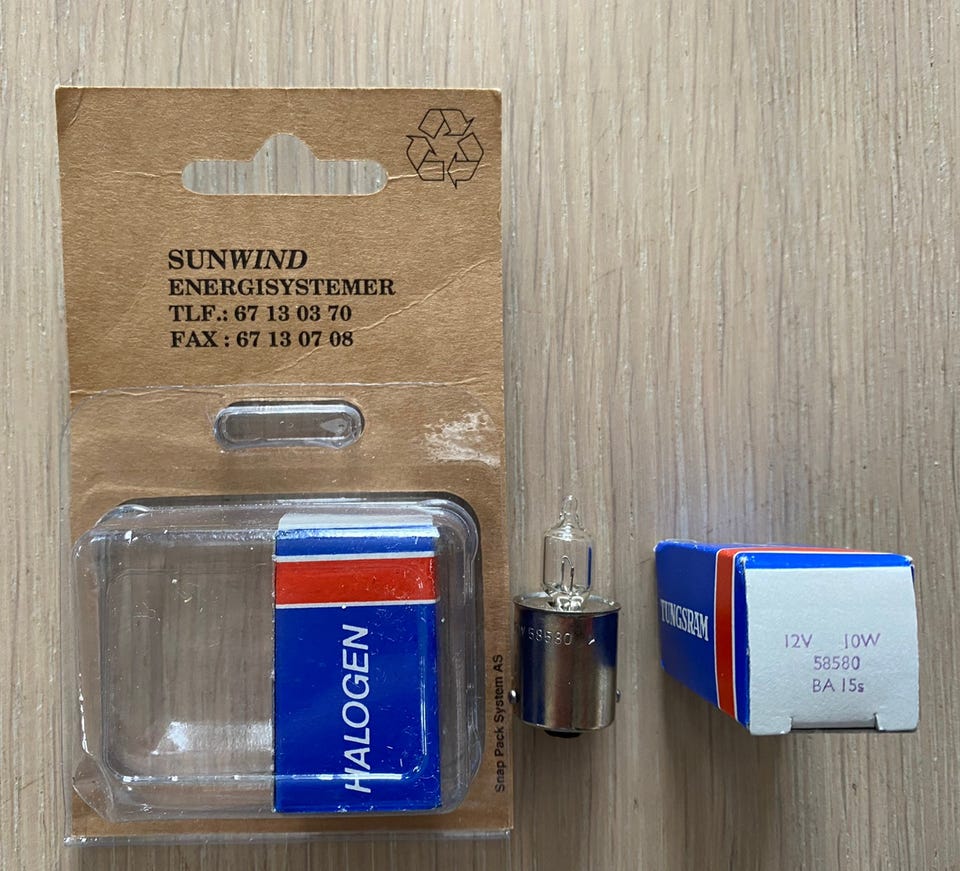 SUNWIND
ENERGISYSTEMER
TLF.: 67 13 03 70
FAX : 67 13 07 08
HALOGEN
Snap Pack System AS
58580
TUNGSRAM
12V 10W
58580
BA 15s